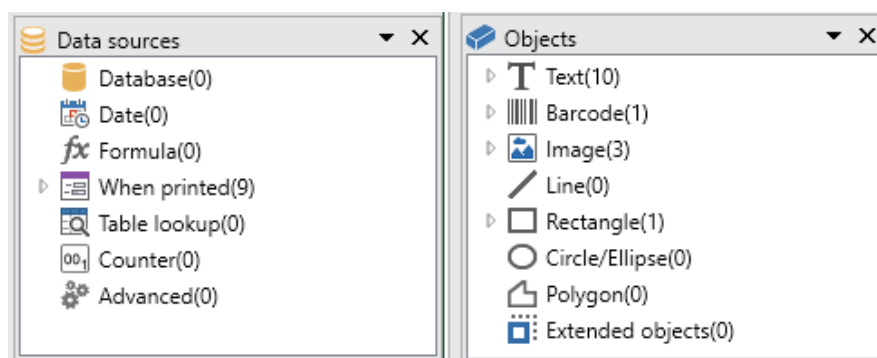 Data sources
Database(0)
Date(0)
Formula(0)
When printed(9)
Table lookup(0)
Counter(0)
Advanced(0)
Objects
Text(10)
Barcode(1)
Image(3)
Line(0)
Rectangle(1)
Circle/Ellipse(0)
Polygon(0)
Extended objects(0)